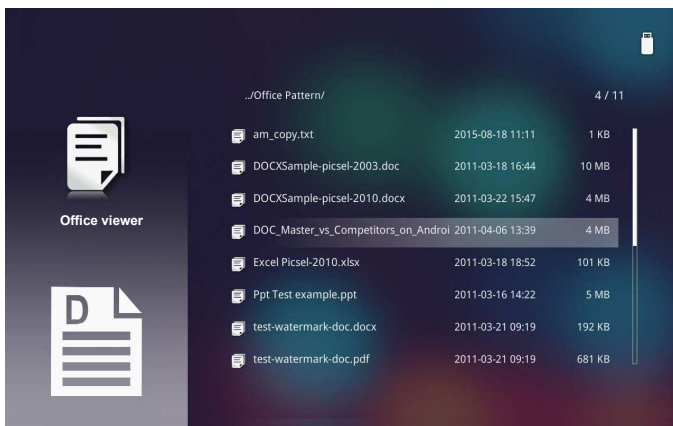 ../Office Pattern/ 4 / 11
am_copy.txt 2015-08-18 11:11 1 KB
DOCXSample-picsel-2003.doc 2011-03-18 16:44 10 MB
DOCXSample-picsel-2010.docx 2011-03-22 15:47 4 MB
Office viewer
DOC_Master_vs_Competitors_on_Androi 2011-04-06 13:39 4 MB
Excel Picsel-2010.xlsx 2011-03-18 18:52 101 KB
Ppt Test example.ppt 2011-03-16 14:22 5 MB
D
test-watermark-doc.docx 2011-03-21 09:19 192 KB
test-watermark-doc.pdf 2011-03-21 09:19 681 KB